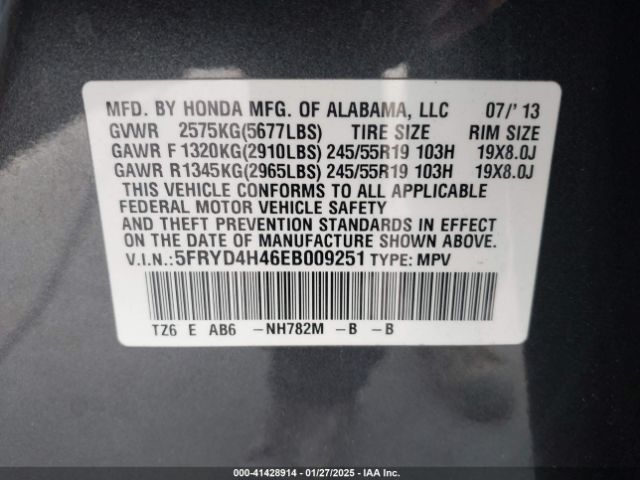 MFD. BY HONDA MFG. OF ALABAMA, LLC 07/'13
GVWR 2575KG(5677LBS) TIRE SIZE RIM SIZE
GAWR F 1320KG(2910LBS) 245/55R19 103H 19X8.0J
GAWR R 1345KG(2965LBS) 245/55R19 103H 19X8.0J
THIS VEHICLE CONFORMS TO ALL APPLICABLE
FEDERAL MOTOR VEHICLE SAFETY
AND THEFT PREVENTION STANDARDS IN EFFECT
ON THE DATE OF MANUFACTURE SHOWN ABOVE.
V.I.N.:5FRYD4H46EB009251 TYPE: MPV
TZ6 E AB6 -NH782M -B -B
000-41428914 - 01/27/2025 - IAA, Inc.